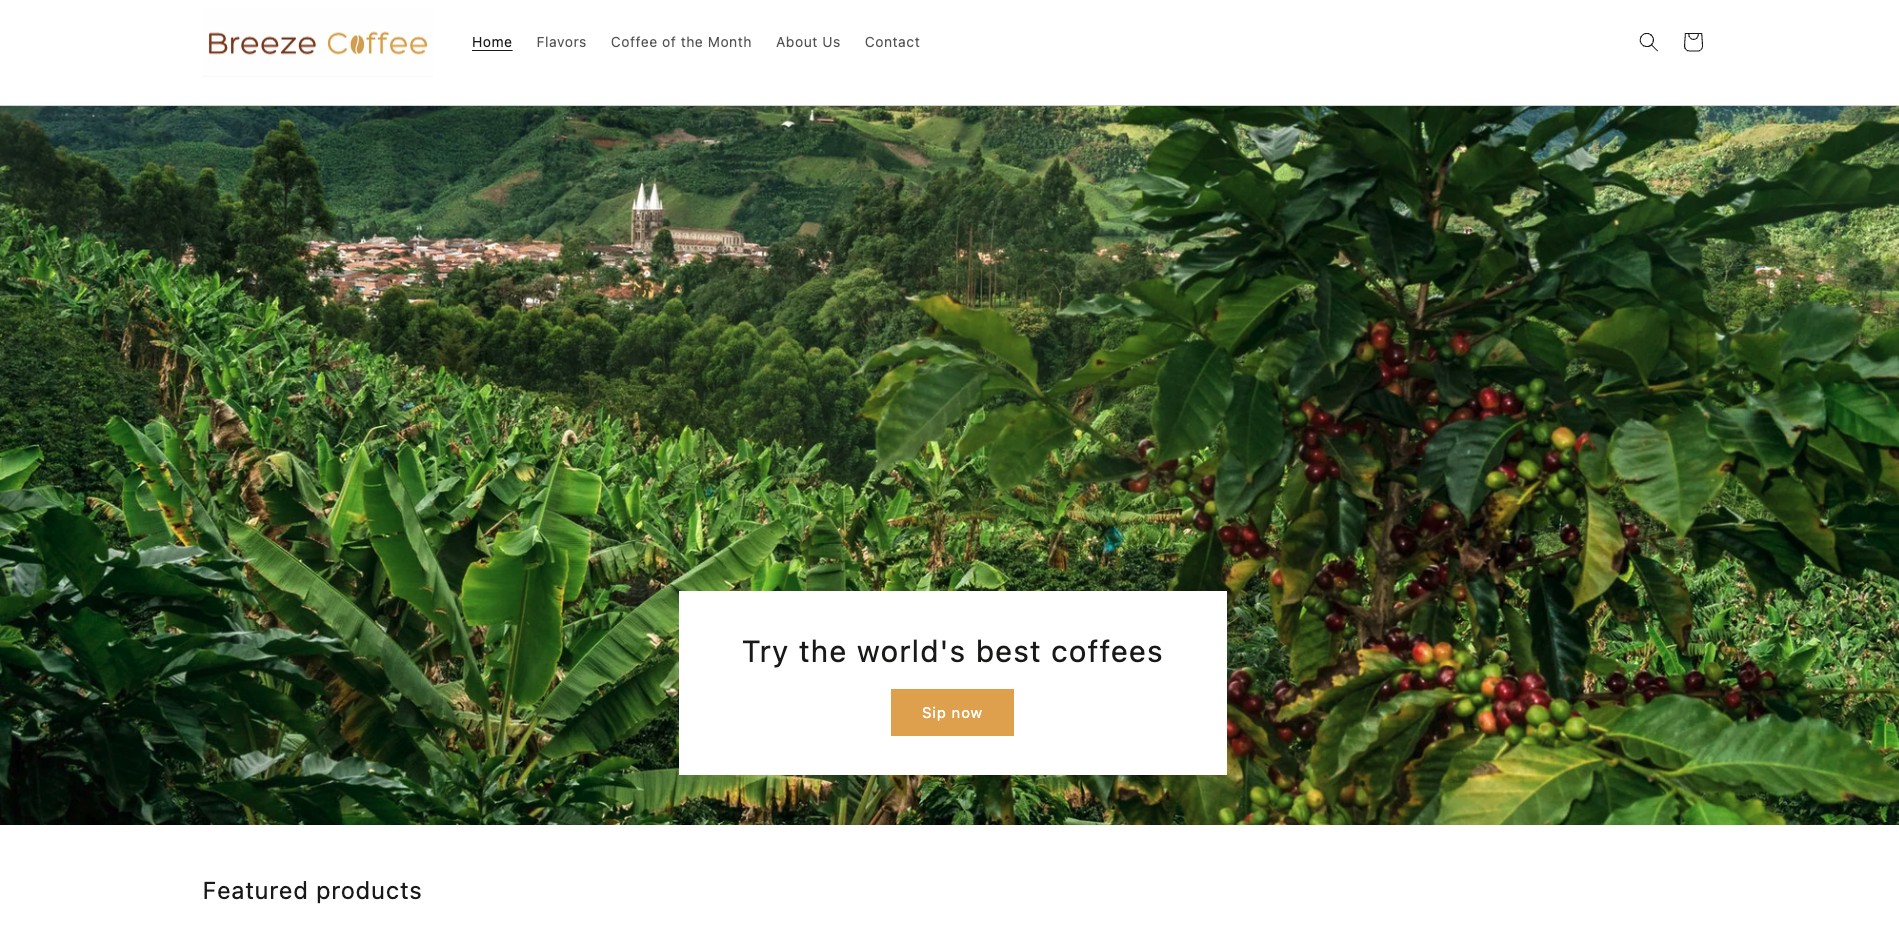 Breeze Coffee
Home Flavors Coffee of the Month About Us Contact
Try the world's best coffees
Sip now
Featured products